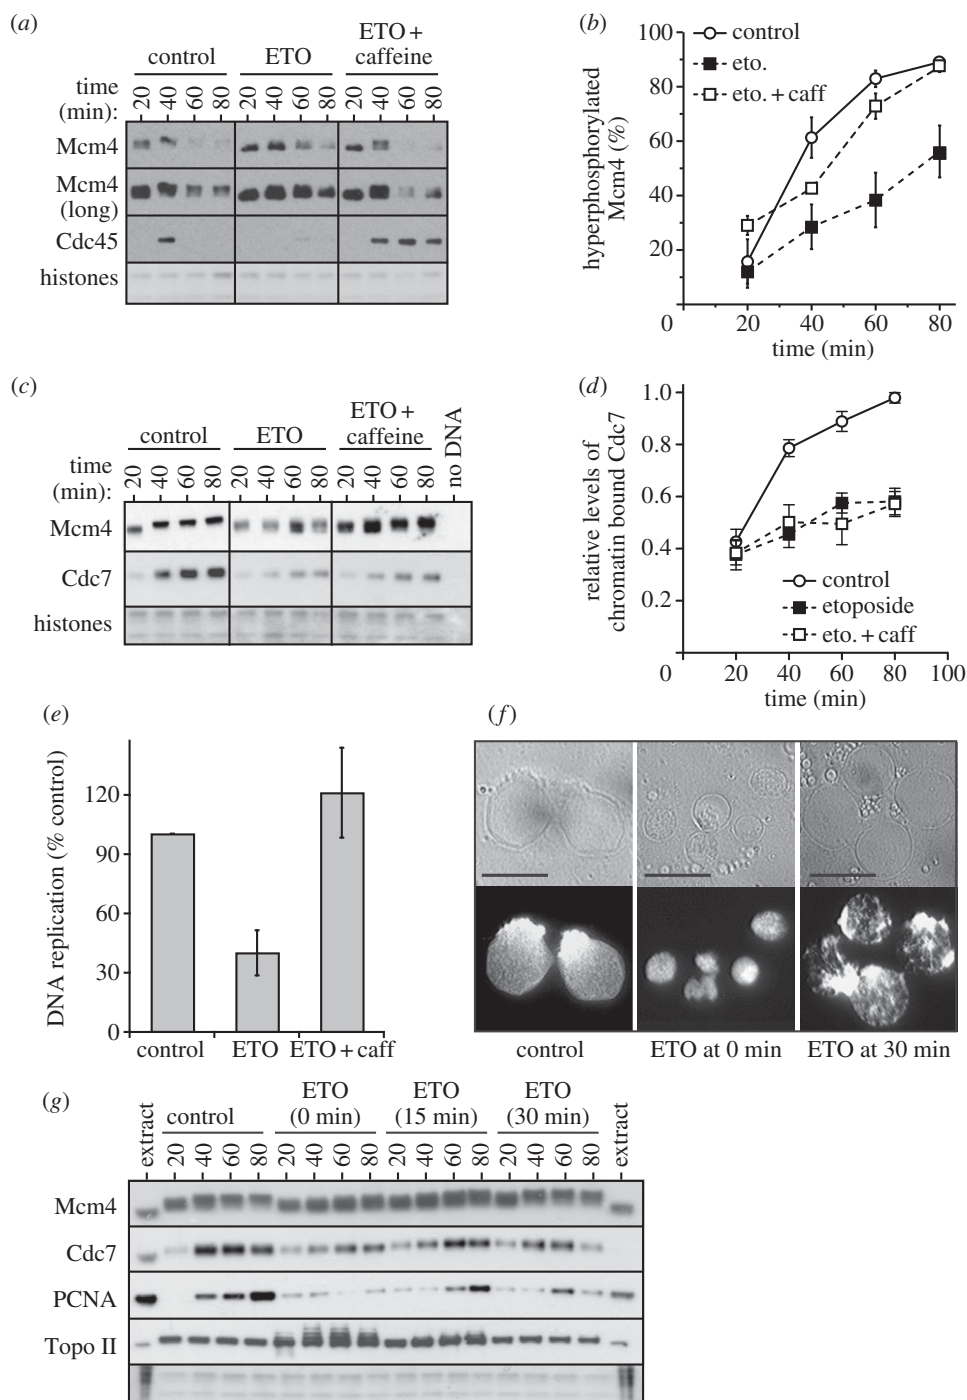 (a)
control
ETO
ETO +
caffeine
time
(min):
20 40 60 80 20 40 60 80 20 40 60 80
Mcm4
Mcm4
(long)
Cdc45
histones
(b)
control
eto.
eto. + caff
hyperphosphorylated
Mcm4 (%)
100
80
60
40
20
0
20 40 60 80
time (min)
(c)
control
ETO
ETO +
caffeine
no DNA
time
(min):
20 40 60 80 20 40 60 80 20 40 60 80
Mcm4
Cdc7
histones
(d)
relative levels of
chromatin bound Cdc7
1.0
0.8
0.6
0.4
0.2
control
etoposide
eto. + caff
0 20 40 60 80 100
time (min)
(e)
DNA replication (% control)
120
90
60
30
0
control ETO ETO + caff
(f)
control ETO at 0 min ETO at 30 min
(g)
extract
control
ETO
(0 min)
ETO
(15 min)
ETO
(30 min)
extract
20 40 60 80 20 40 60 80 20 40 60 80 20 40 60 80
Mcm4
Cdc7
PCNA
Topo II